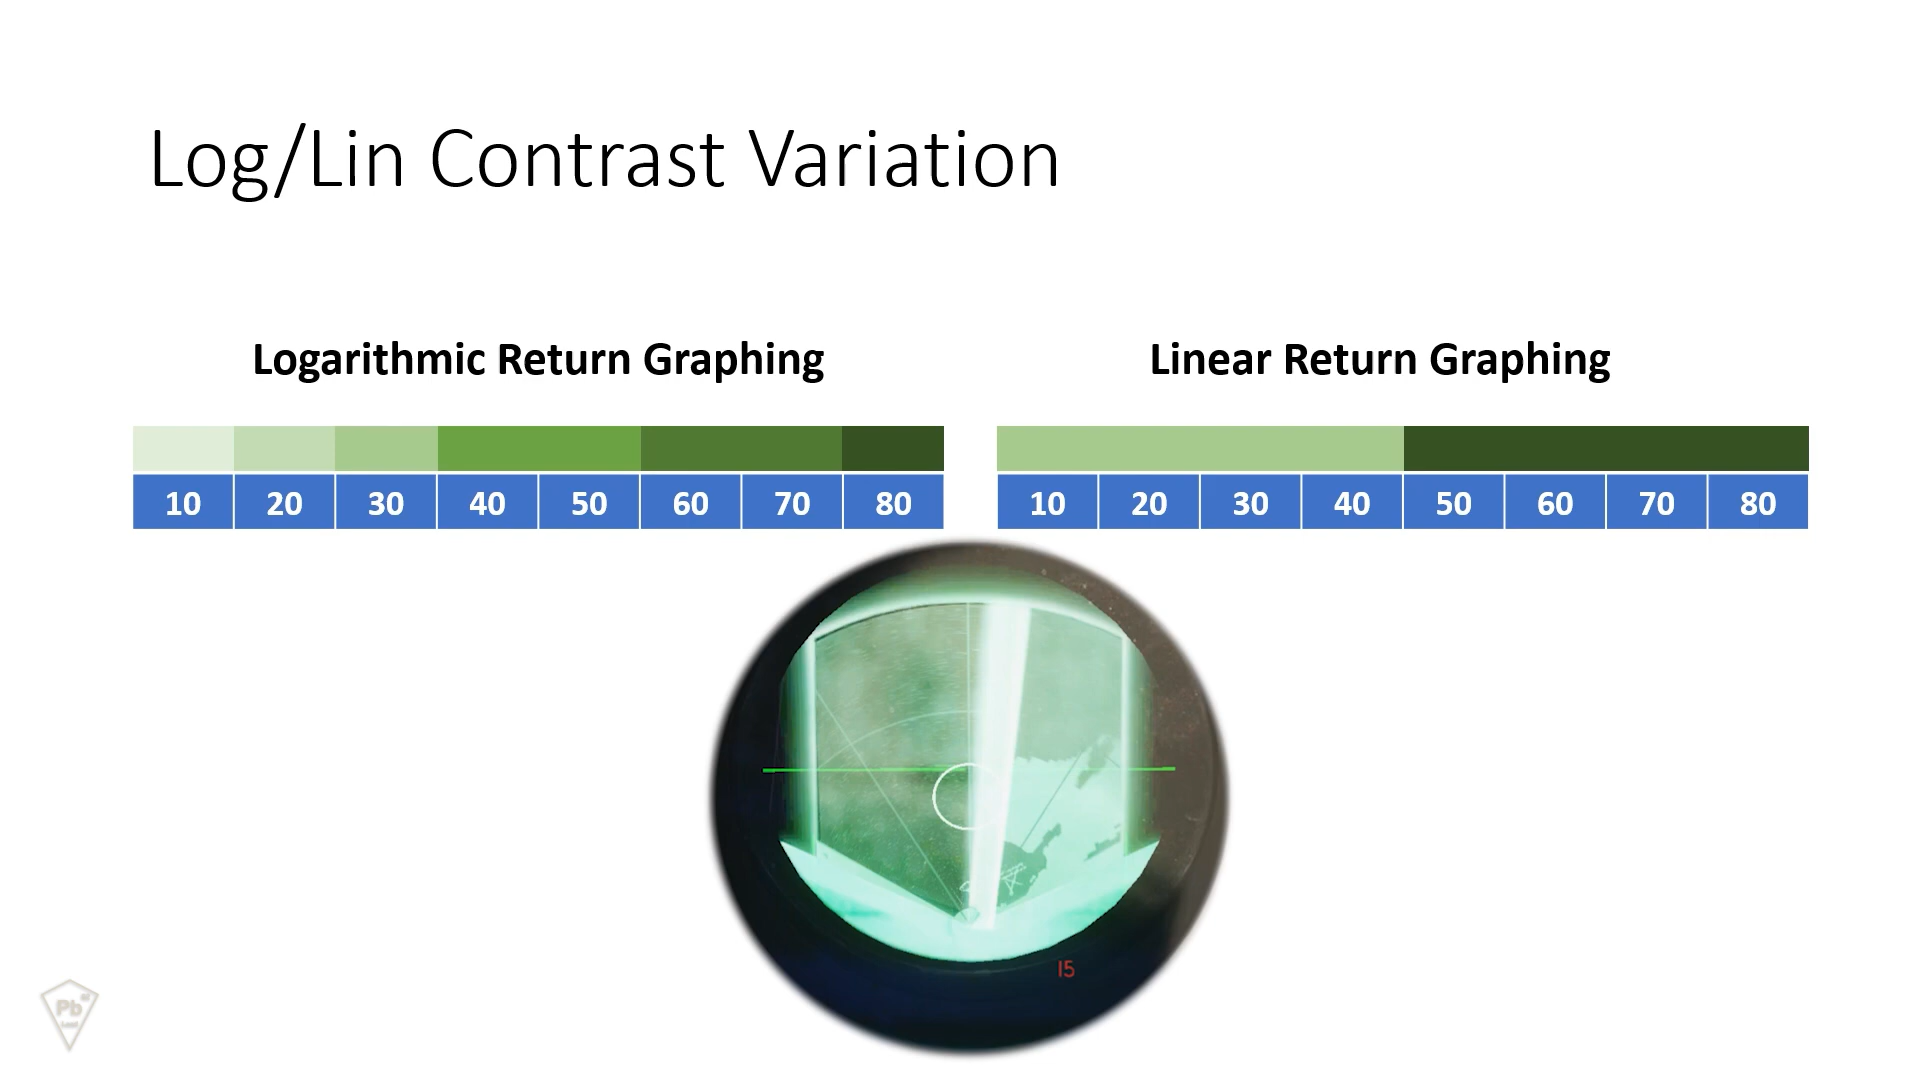 Log/Lin Contrast Variation
Logarithmic Return Graphing
Linear Return Graphing
10 20 30 40 50 60 70 80
10 20 30 40 50 60 70 80
15
Pb